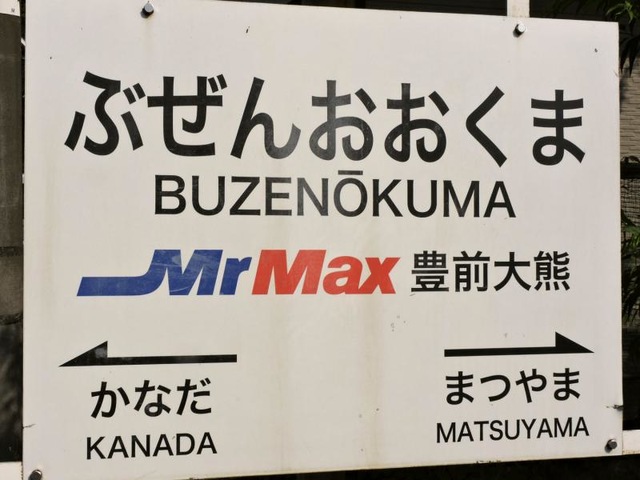 ぶぜんおおくま
BUZENŌKUMA
MrMax 豊前大熊
かなだ
KANADA
まつやま
MATSUYAMA